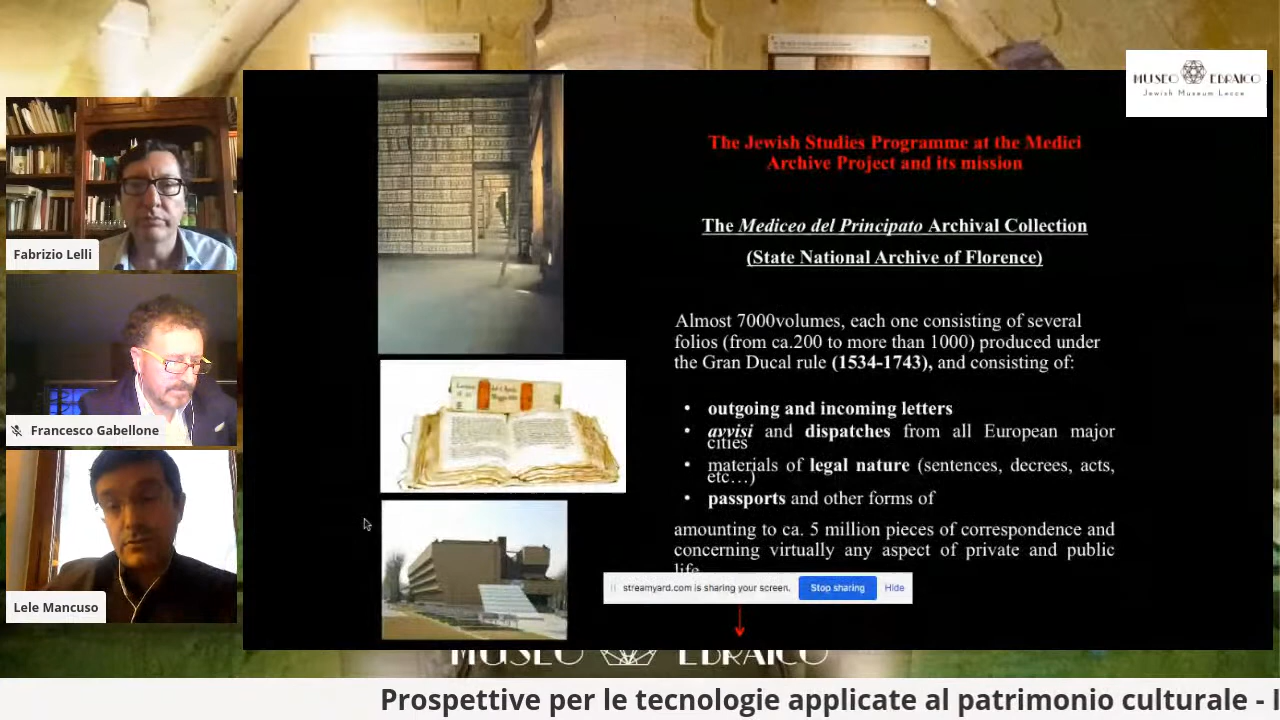 MUSEO EBRAICO
Jewish Museum Lecce
Fabrizio Lelli
Francesco Gabellone
Lele Mancuso
The Jewish Studies Programme at the Medici
Archive Project and its mission
The Mediceo del Principato Archival Collection
(State National Archive of Florence)
Almost 7000volumes, each one consisting of several
folios (from ca.200 to more than 1000) produced under
the Gran Ducal rule (1534-1743), and consisting of:
• outgoing and incoming letters
• avvisi and dispatches from all European major
cities
• materials of legal nature (sentences, decrees, acts,
etc…)
• passports and other forms of
amounting to ca. 5 million pieces of correspondence and
concerning virtually any aspect of private and public
life
streamyard.com is sharing your screen. Stop sharing Hide
MUSEO EBRAICO
Prospettive per le tecnologie applicate al patrimonio culturale -